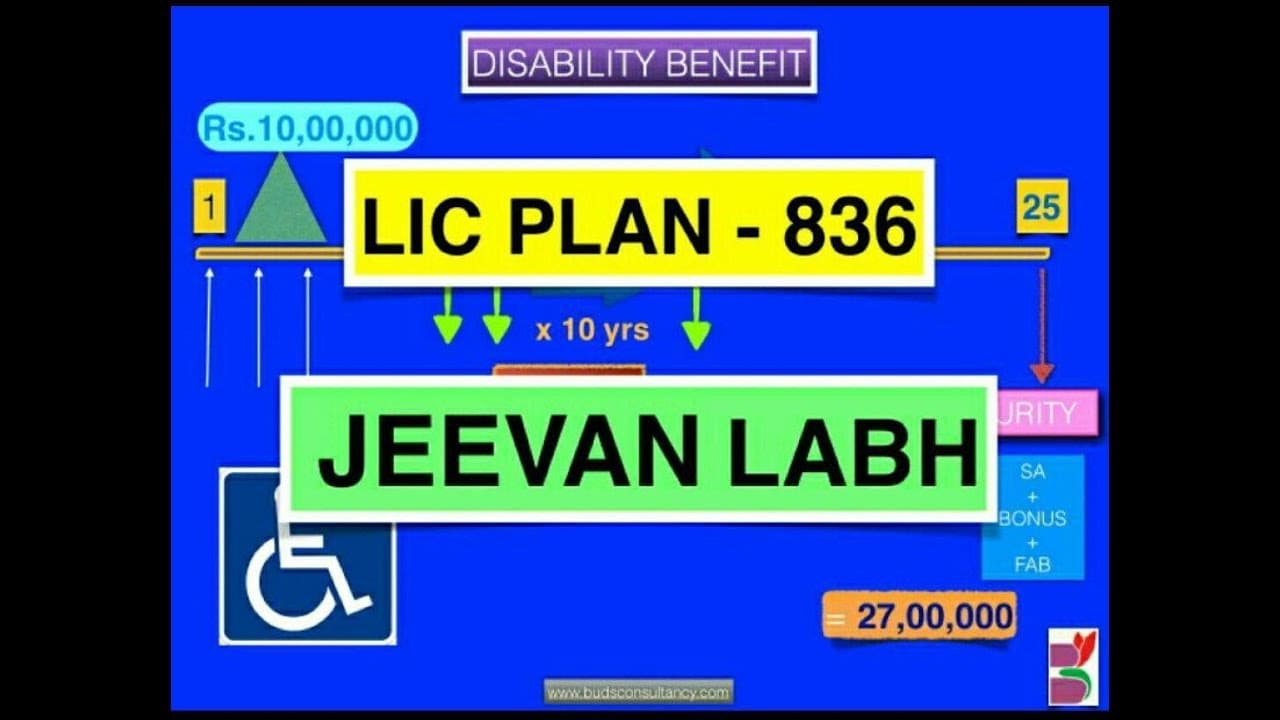 DISABILITY BENEFIT
Rs.10,00,000
1
LIC PLAN - 836
25
x 10 yrs
JEEVAN LABH
URITY
SA
+
BONUS
+
FAB
= 27,00,000
www.budsconsultancy.com